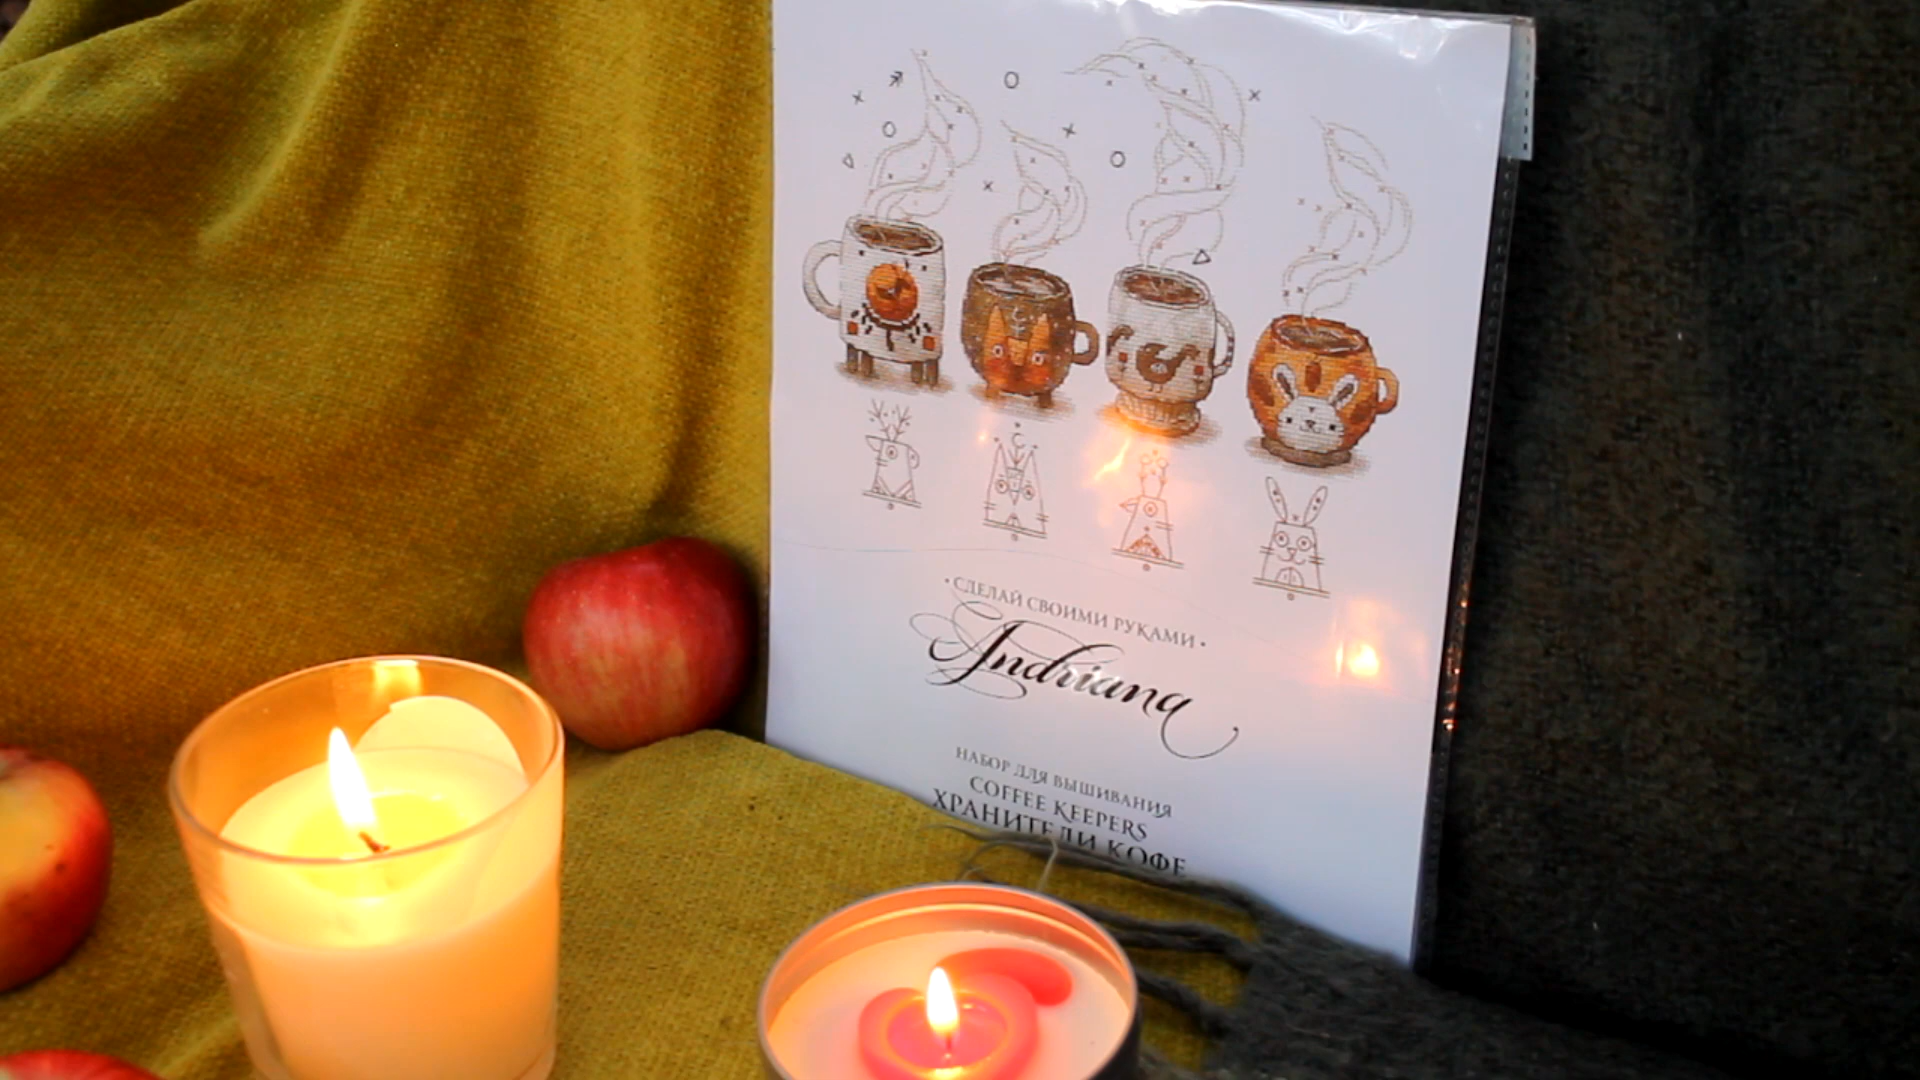 • СДЕЛАЙ СВОИМИ РУКАМИ •
Andriana
НАБОР ДЛЯ ВЫШИВАНИЯ
COFFEE KEEPERS
ХРАНИТЕЛИ КОФЕ